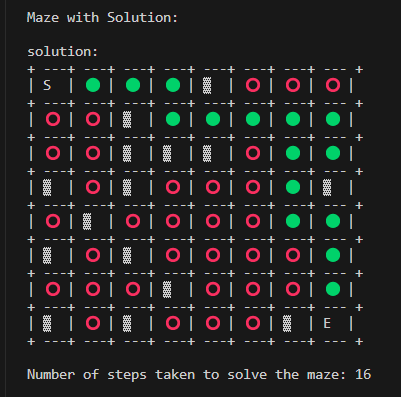 Maze with Solution:
solution:
+ ---+ ---+ ---+ ---+ ---+ ---+ ---+ --- +
| S | 🟢| 🟢| 🟢| ▒ | ⭕| ⭕| ⭕|
+ ---+ ---+ ---+ ---+ ---+ ---+ ---+ --- +
| ⭕| ⭕| ▒ | 🟢| 🟢| 🟢| 🟢| 🟢|
+ ---+ ---+ ---+ ---+ ---+ ---+ ---+ --- +
| ⭕| ⭕| ▒ | ▒ | ▒ | ⭕| 🟢| 🟢|
+ ---+ ---+ ---+ ---+ ---+ ---+ ---+ --- +
| ▒ | ⭕| ▒ | ⭕| ⭕| ⭕| 🟢| ▒ |
+ ---+ ---+ ---+ ---+ ---+ ---+ ---+ --- +
| ⭕| ▒ | ⭕| ⭕| ⭕| ⭕| 🟢| 🟢|
+ ---+ ---+ ---+ ---+ ---+ ---+ ---+ --- +
| ▒ | ⭕| ▒ | ⭕| ⭕| ⭕| ⭕| 🟢|
+ ---+ ---+ ---+ ---+ ---+ ---+ ---+ --- +
| ⭕| ⭕| ⭕| ▒ | ⭕| ⭕| ⭕| 🟢|
+ ---+ ---+ ---+ ---+ ---+ ---+ ---+ --- +
| ▒ | ⭕| ▒ | ⭕| ⭕| ⭕| ▒ | E |
+ ---+ ---+ ---+ ---+ ---+ ---+ ---+ --- +
Number of steps taken to solve the maze: 16